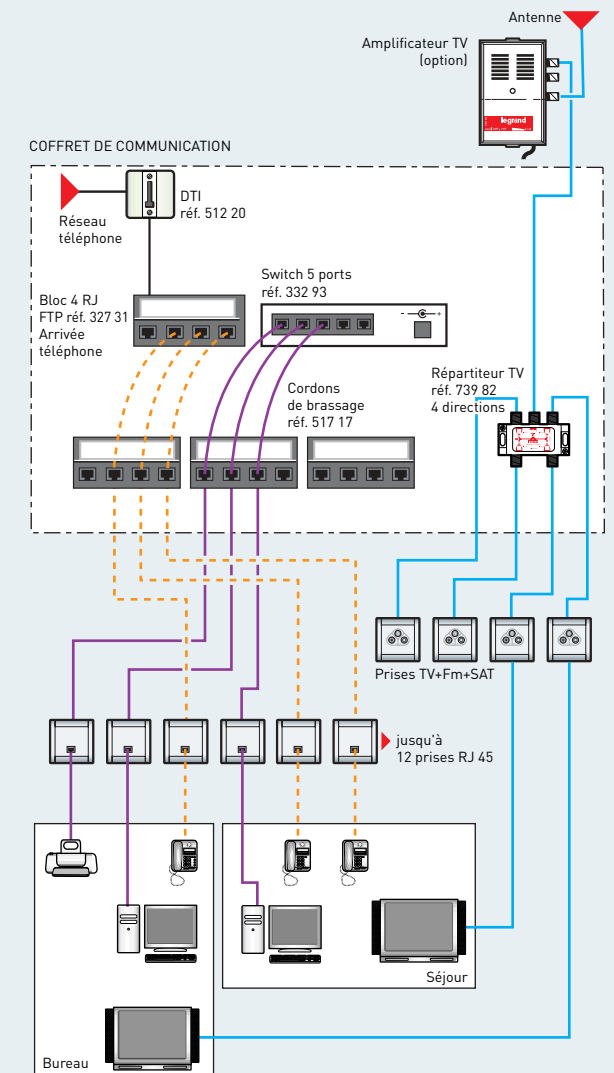 Antenne
Amplificateur TV
(option)
legrand
COFFRET DE COMMUNICATION
DTI
réf. 512 20
Réseau
téléphone
Switch 5 ports
réf. 332 93
Bloc 4 RJ
FTP réf. 327 31
Arrivée
téléphone
- +
Répartiteur TV
réf. 739 82
4 directions
Cordons
de brassage
réf. 517 17
Prises TV+Fm+SAT
jusqu'à
12 prises RJ 45
Séjour
Bureau